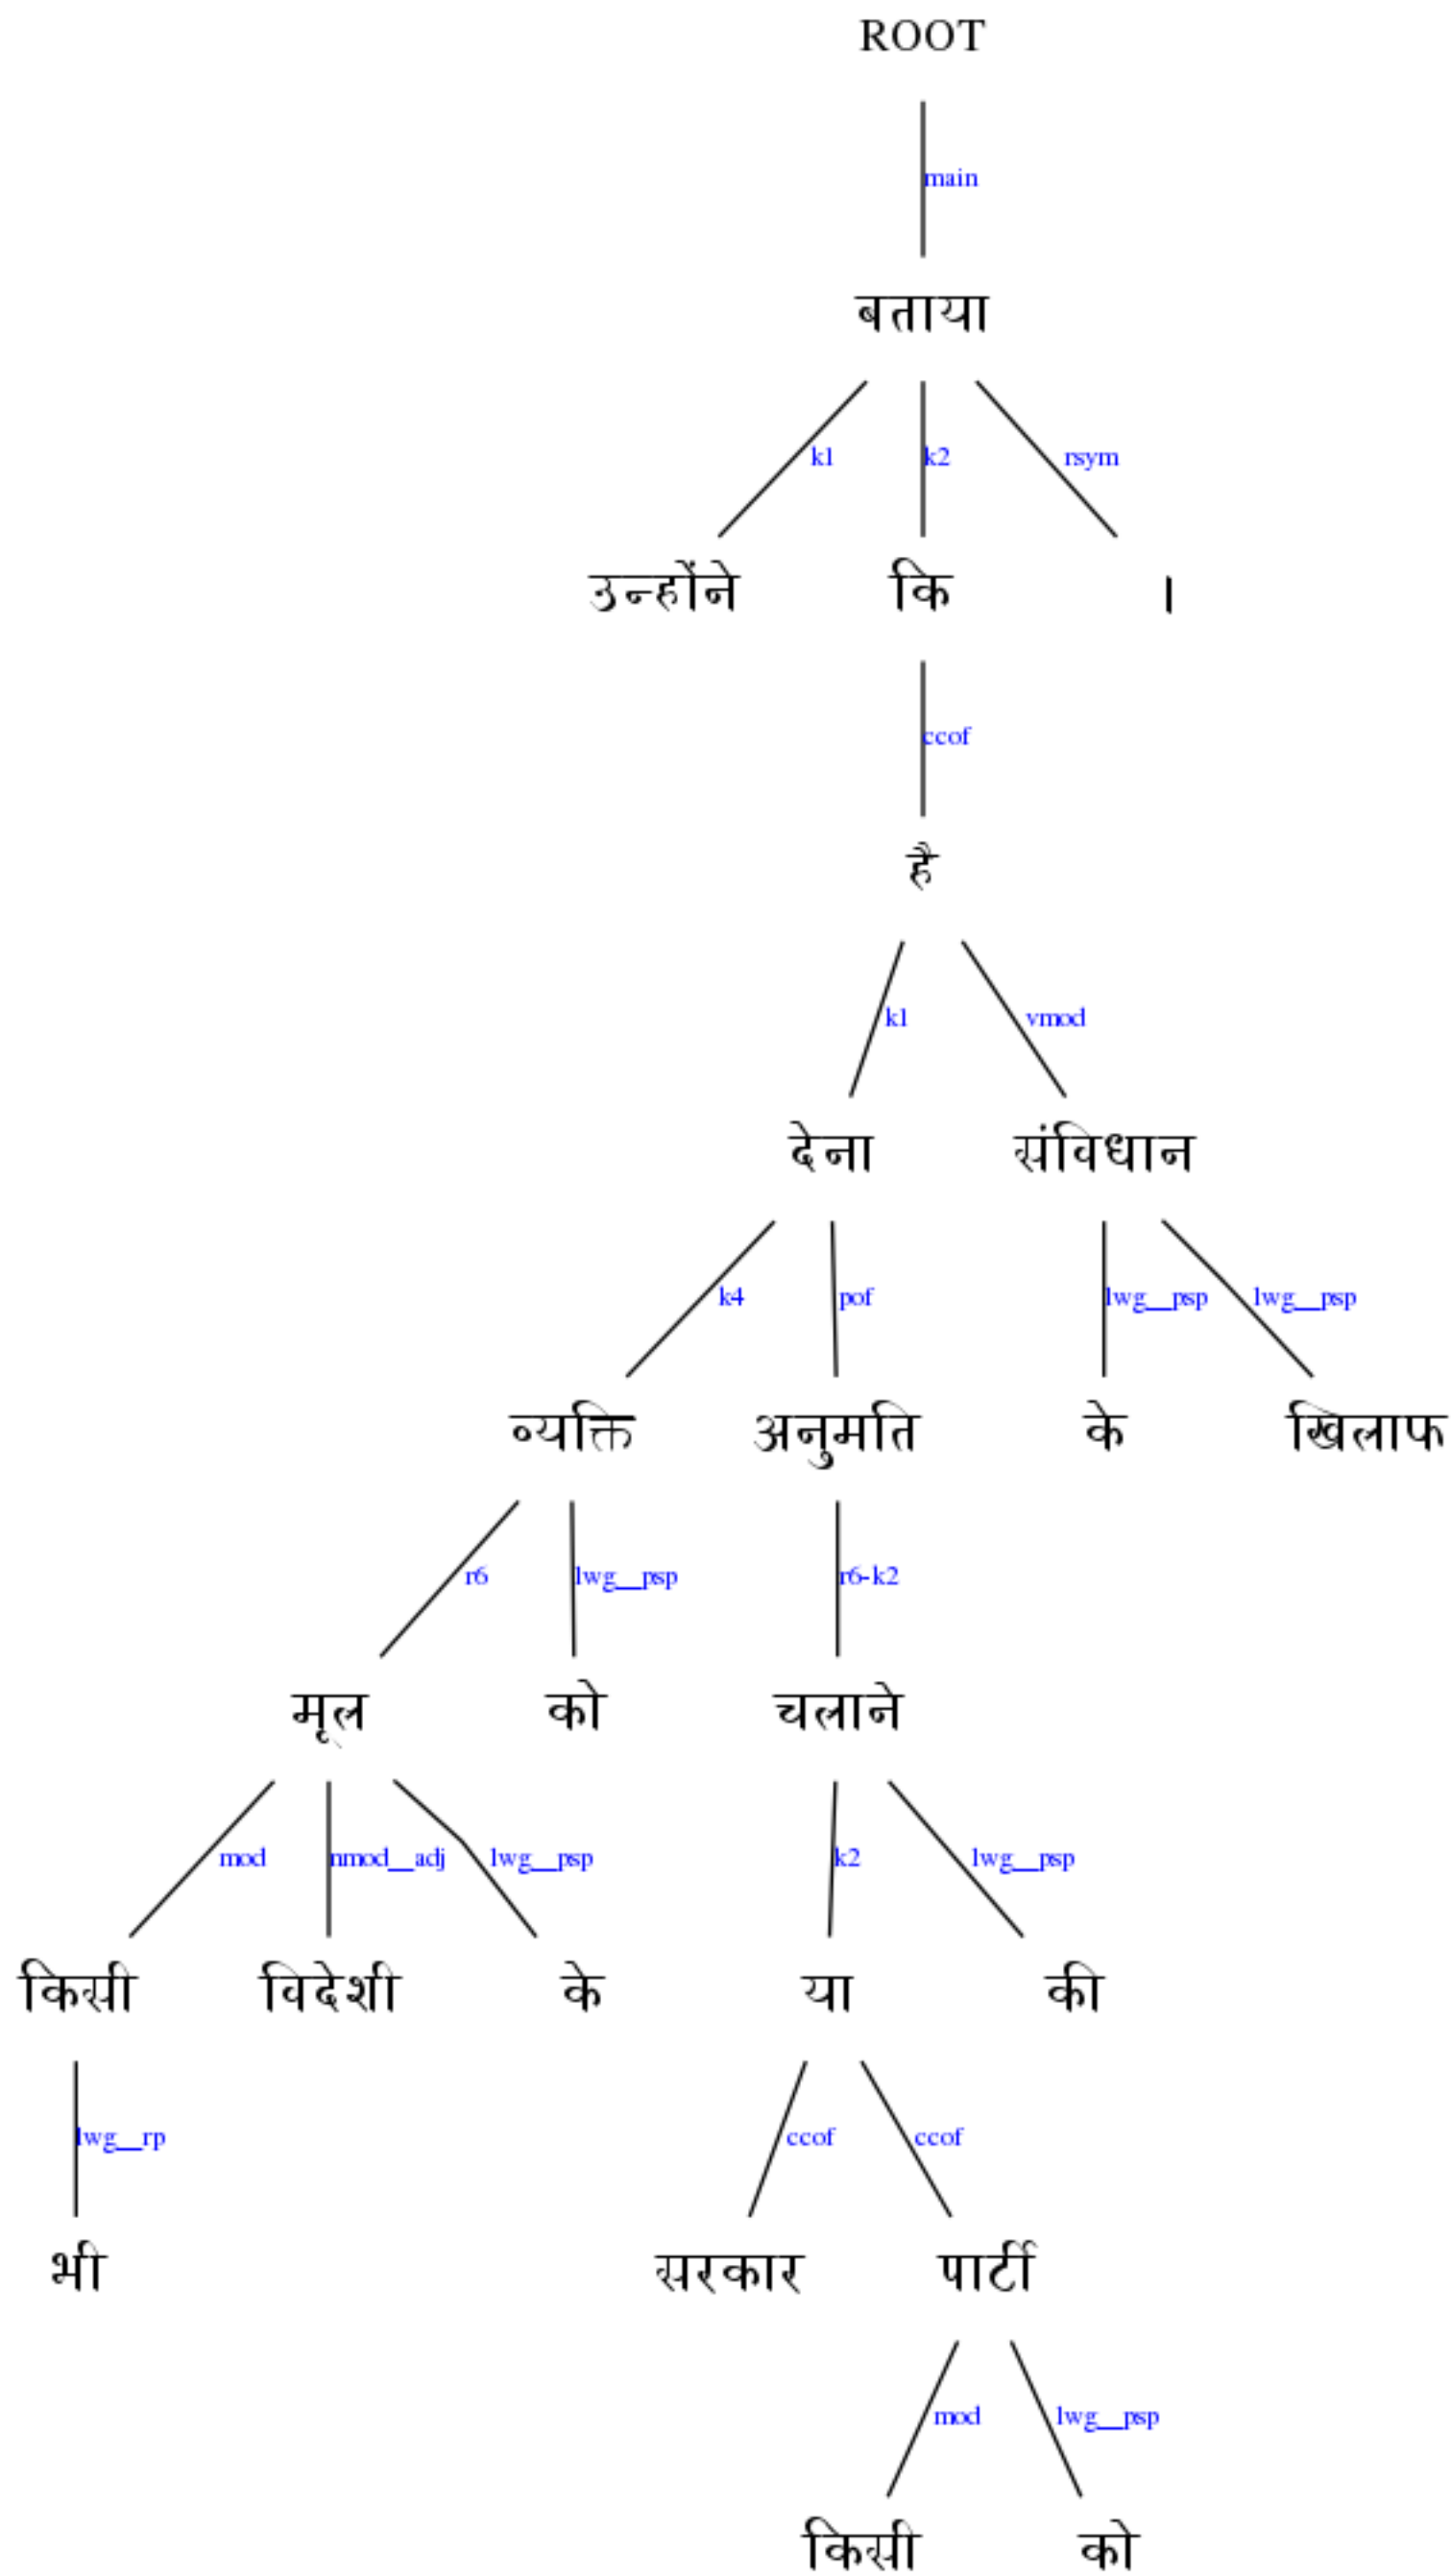 ROOT
main
बताया
k1 k2 rsym
उन्होंने कि ।
ccof
है
k1 vmod
देना संविधान
k4 pof lwg__psp lwg__psp
व्यक्ति अनुमति के खिलाफ
r6 lwg__psp r6-k2
मूल को चलाने
mod nmod__adj lwg__psp k2 lwg__psp
किसी विदेशी के या की
lwg__rp ccof ccof
भी सरकार पार्टी
mod lwg__psp
किसी को